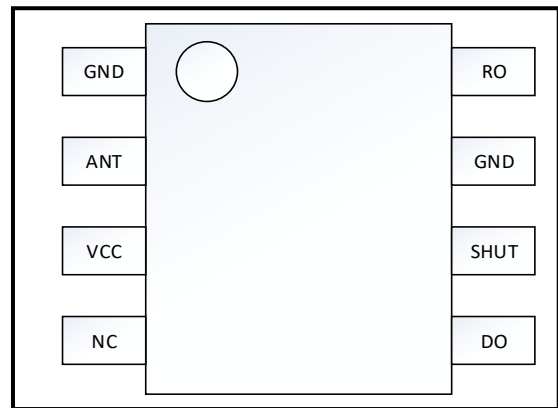 GND
RO
ANT
GND
VCC
SHUT
NC
DO